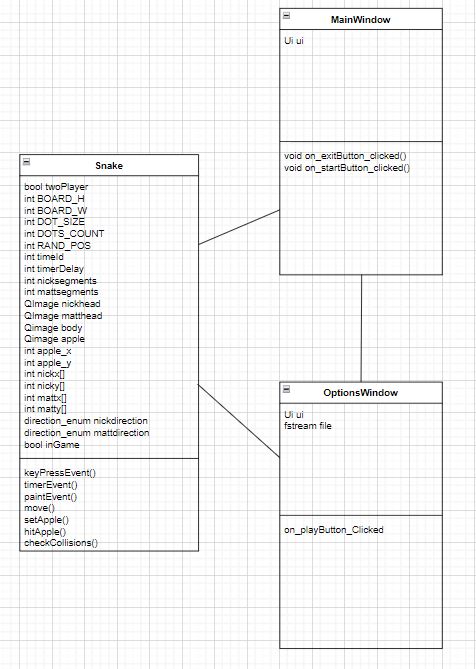 MainWindow
Ui ui
void on_exitButton_clicked()
void on_startButton_clicked()
Snake
bool twoPlayer
int BOARD_H
int BOARD_W
int DOT_SIZE
int DOTS_COUNT
int RAND_POS
int timeId
int timerDelay
int nicksegments
int mattsegments
QImage nickhead
QImage matthead
Qimage body
Qimage apple
int apple_x
int apple_y
int nickx[]
int nicky[]
int mattx[]
int matty[]
direction_enum nickdirection
direction_enum mattdirection
bool inGame
keyPressEvent()
timerEvent()
paintEvent()
move()
setApple()
hitApple()
checkCollisions()
OptionsWindow
Ui ui
fstream file
on_playButton_Clicked